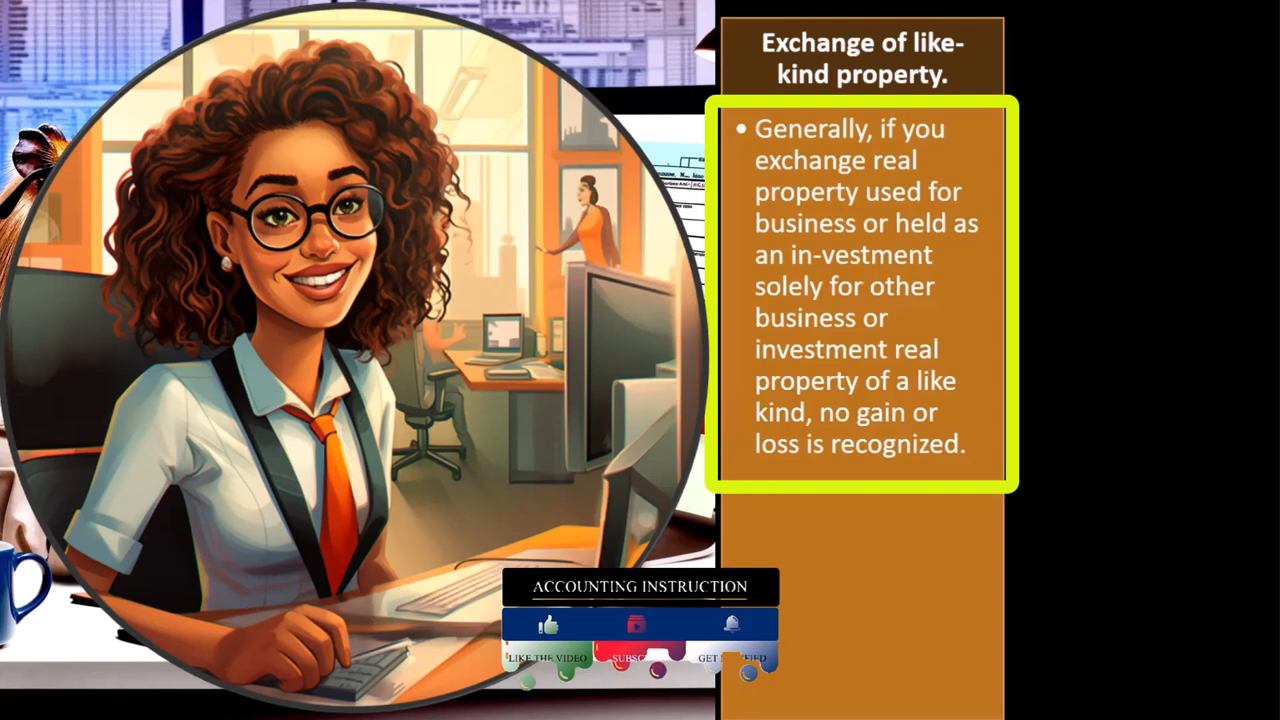 Exchange of like-
kind property.
• Generally, if you
exchange real
property used for
business or held as
an in-vestment
solely for other
business or
investment real
property of a like
kind, no gain or
loss is recognized.
ACCOUNTING INSTRUCTION
LIKE THE VIDEO